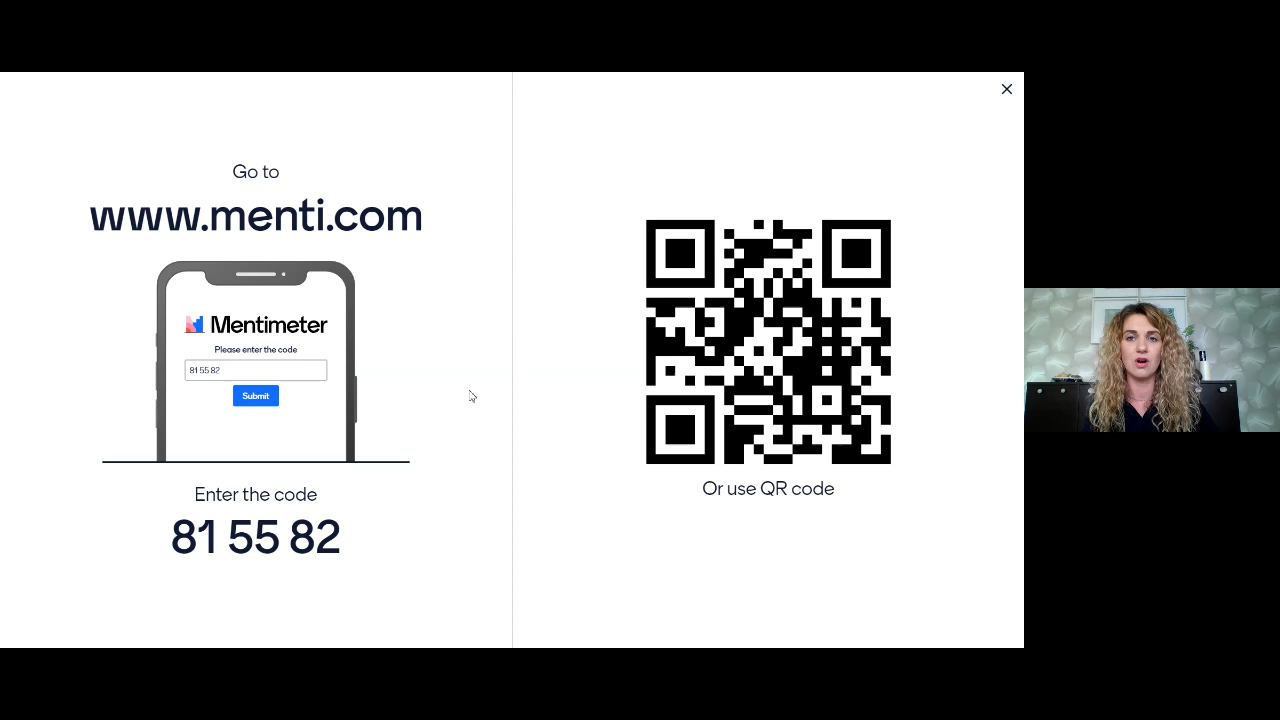 Go to
www.menti.com
Mentimeter
Please enter the code
81 55 82
Submit
Enter the code
81 55 82
Or use QR code